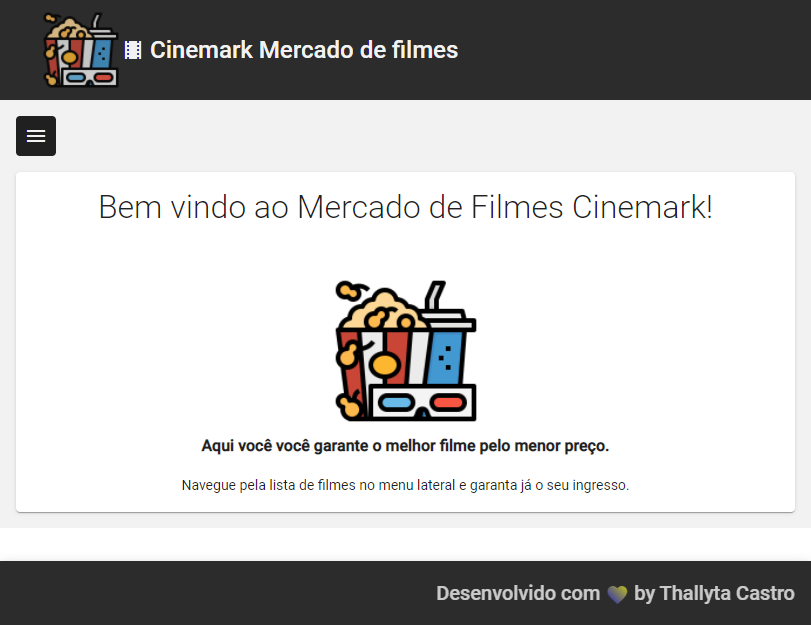 Cinemark Mercado de filmes
Bem vindo ao Mercado de Filmes Cinemark!
Aqui você você garante o melhor filme pelo menor preço.
Navegue pela lista de filmes no menu lateral e garanta já o seu ingresso.
Desenvolvido com 💜 by Thallyta Castro